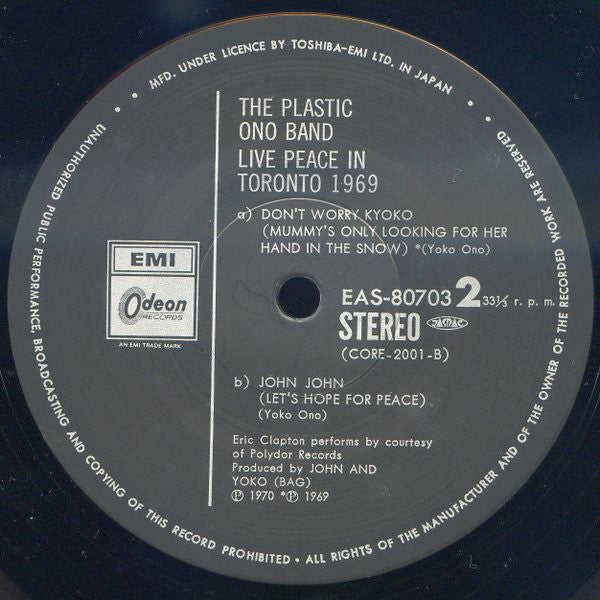 • MFD. UNDER LICENCE BY TOSHIBA-EMI LTD. IN JAPAN •
THE PLASTIC
ONO BAND
LIVE PEACE IN
TORONTO 1969
a) DON'T WORRY KYOKO
(MUMMY'S ONLY LOOKING FOR HER
HAND IN THE SNOW) *(Yoko Ono)
EMI
Odeon
RECORDS
AN EMI TRADE MARK
EAS-80703 2 33⅓ r. p. m.
STEREO JASRAC
(CORE-2001-B)
b) JOHN JOHN
(LET'S HOPE FOR PEACE)
(Yoko Ono)
Eric Clapton performs by courtesy
of Polydor Records
Produced by JOHN AND
YOKO (BAG)
℗ 1970 *℗ 1969
• UNAUTHORIZED PUBLIC PERFORMANCE, BROADCASTING AND COPYING OF THIS RECORD PROHIBITED • ALL RIGHTS OF THE MANUFACTURER AND OF THE OWNER OF THE RECORDED WORK ARE RESERVED •